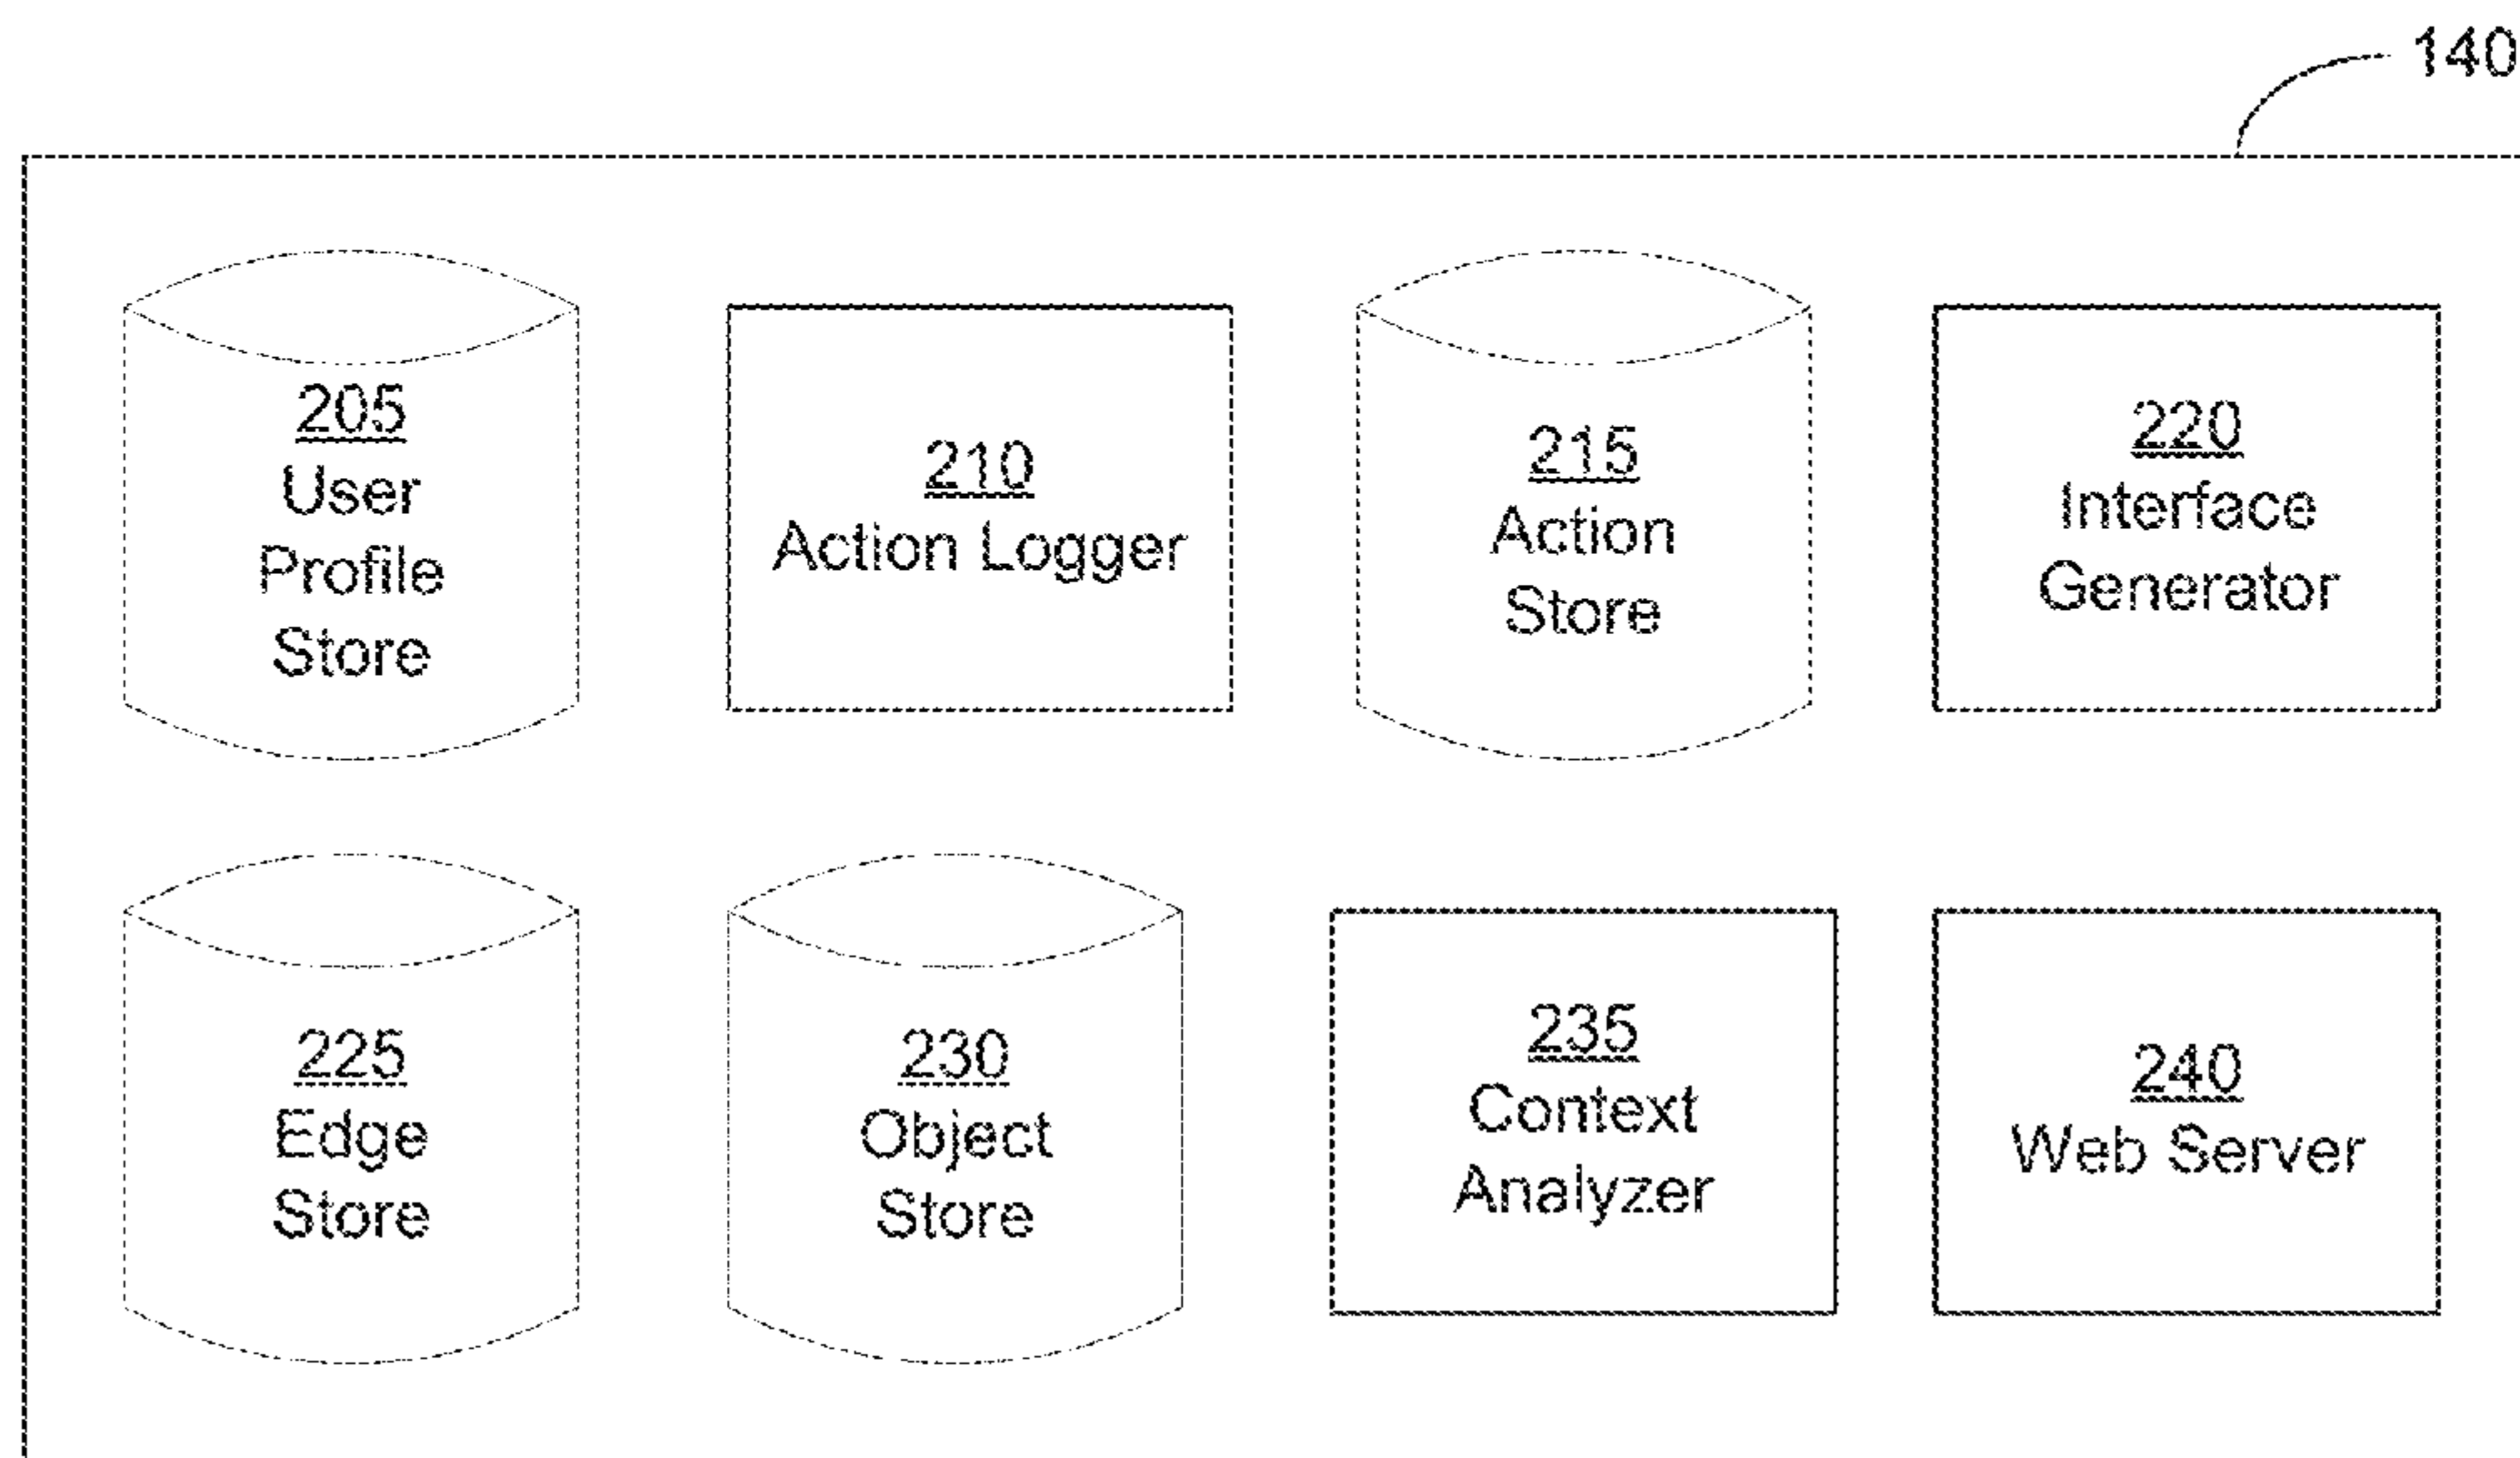 140
205
User
Profile
Store
210
Action Logger
215
Action
Store
220
Interface
Generator
225
Edge
Store
230
Object
Store
235
Context
Analyzer
240
Web Server